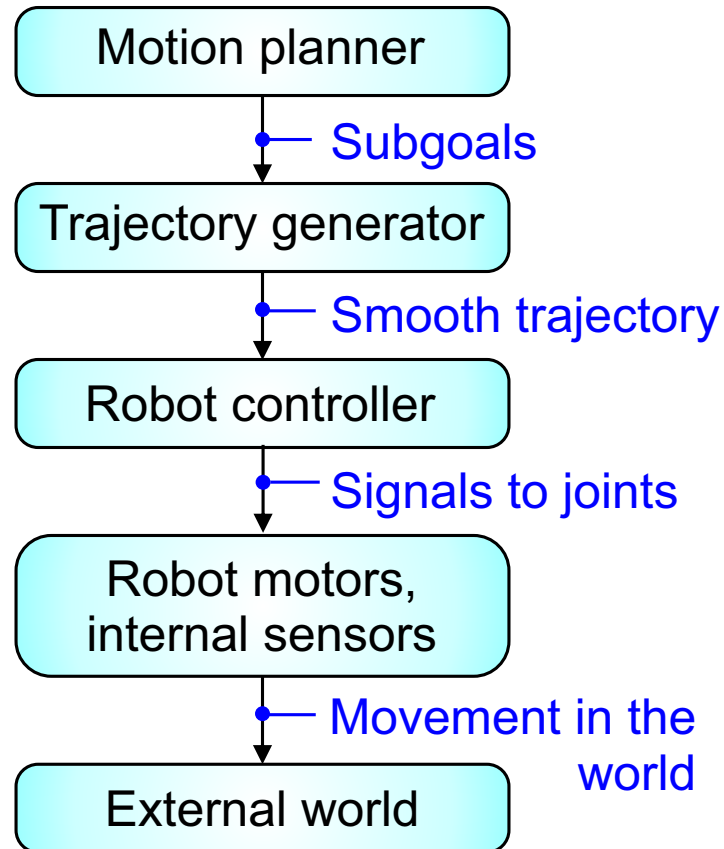 Motion planner
Subgoals
Trajectory generator
Smooth trajectory
Robot controller
Signals to joints
Robot motors,
internal sensors
Movement in the
world
External world